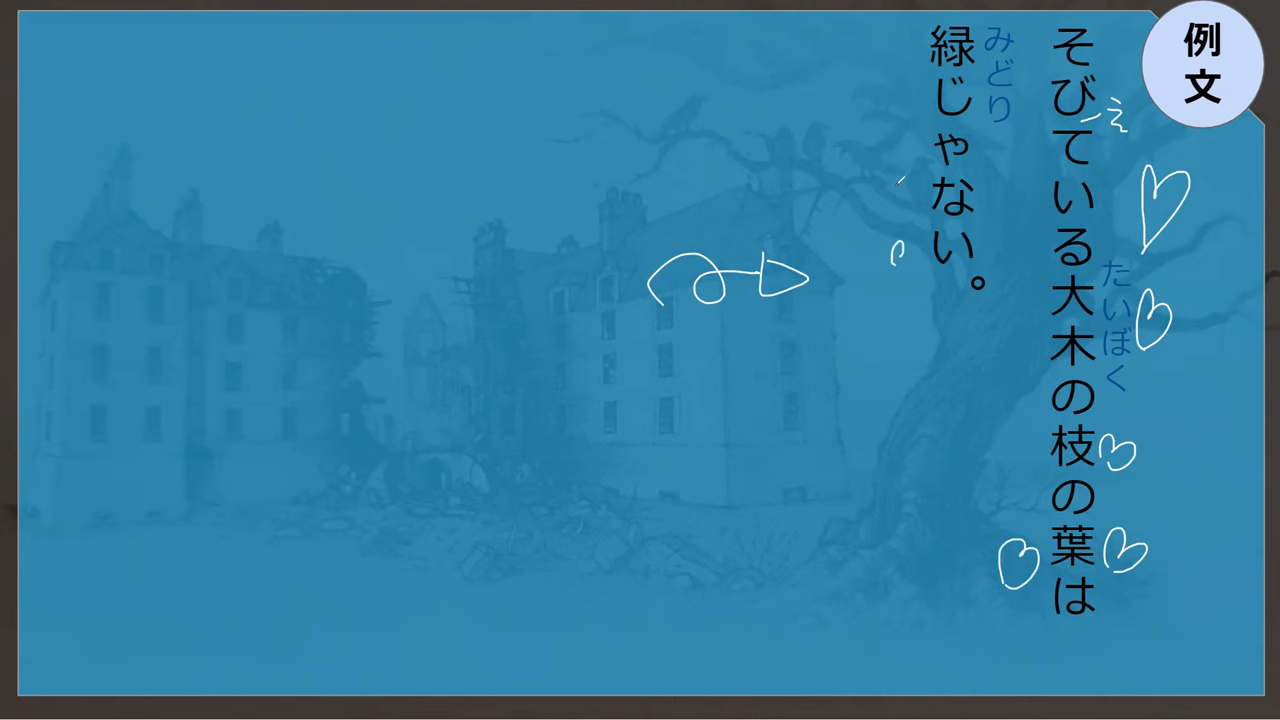 例文
そびている大木の枝の葉は
たいぼく
え
緑じゃない。
みどり